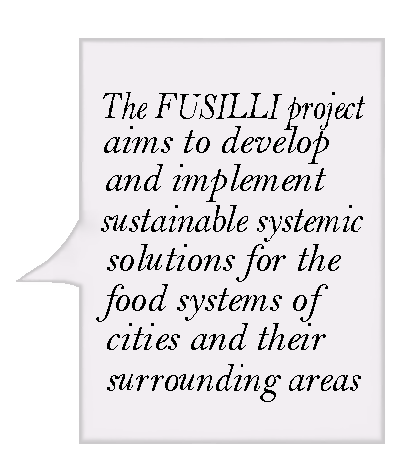 The FUSILLI project
aims to develop
and implement
sustainable systemic
solutions for the
food systems of
cities and their
surrounding areas